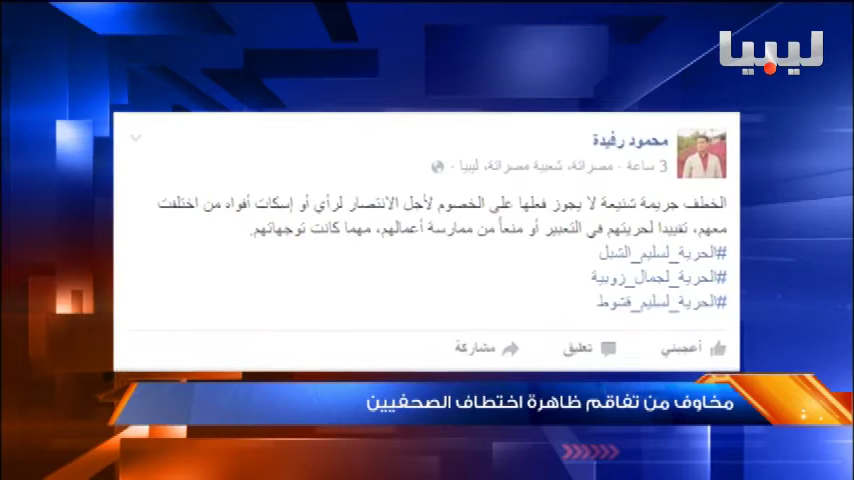 ليبيا
محمود رفيدة
3 ساعة · مصراتة، شعبية مصراتة، ليبيا ·
الخطف جريمة شنيعة لا يجوز فعلها على الخصوم لأجل الانتصار لرأي أو إسكات أفواه من اختلفت
معهم، تقييدا لحريتهم في التعبير أو منعاً من ممارسة أعمالهم، مهما كانت توجهاتهم.
#الحرية_لسليم_الشبل
#الحرية_لجمال_زوبية
#الحرية_لسليم_قشوط
أعجبني تعليق مشاركة
مخاوف من تفاقم ظاهرة اختطاف الصحفيين